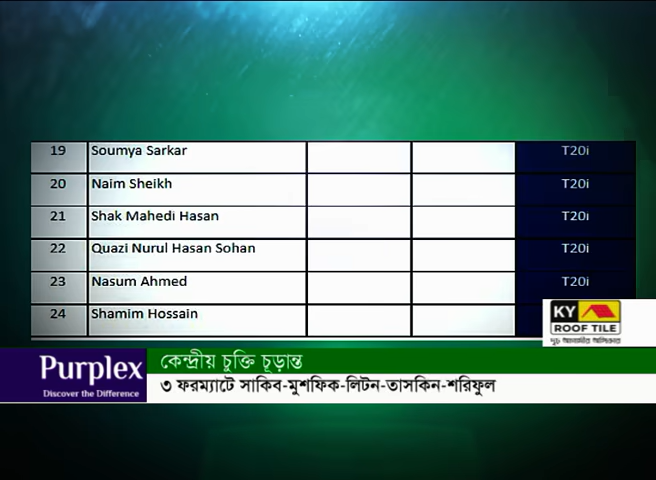 19 Soumya Sarkar T20i
20 Naim Sheikh T20i
21 Shak Mahedi Hasan T20i
22 Quazi Nurul Hasan Sohan T20i
23 Nasum Ahmed T20i
24 Shamim Hossain
KY
ROOF TILE
Purplex
Discover the Difference
কেন্দ্রীয় চুক্তি চূড়ান্ত
৩ ফরম্যাটে সাকিব-মুশফিক-লিটন-তাসকিন-শরিফুল